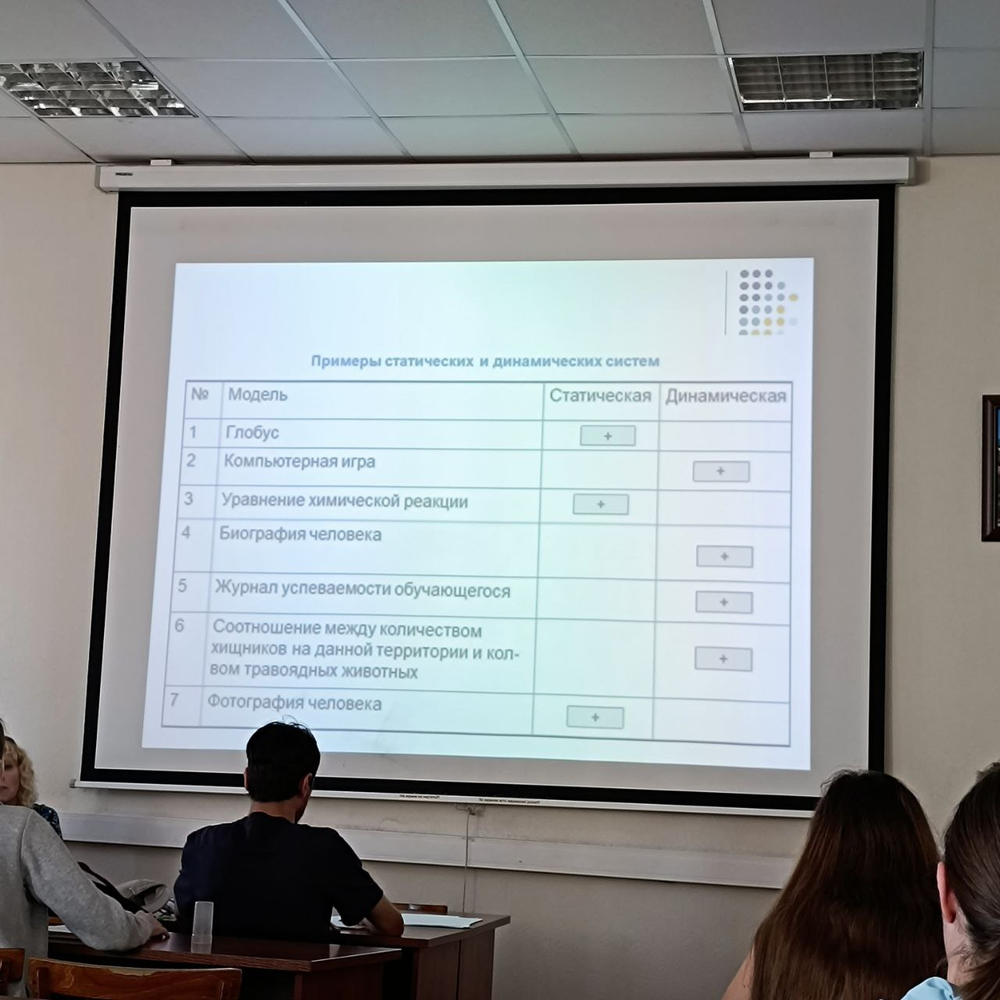 Примеры статических и динамических систем
№ Модель Статическая Динамическая
1 Глобус +
2 Компьютерная игра +
3 Уравнение химической реакции +
4 Биография человека +
5 Журнал успеваемости обучающегося +
6 Соотношение между количеством
хищников на данной территории и кол-
вом травоядных животных +
7 Фотография человека +